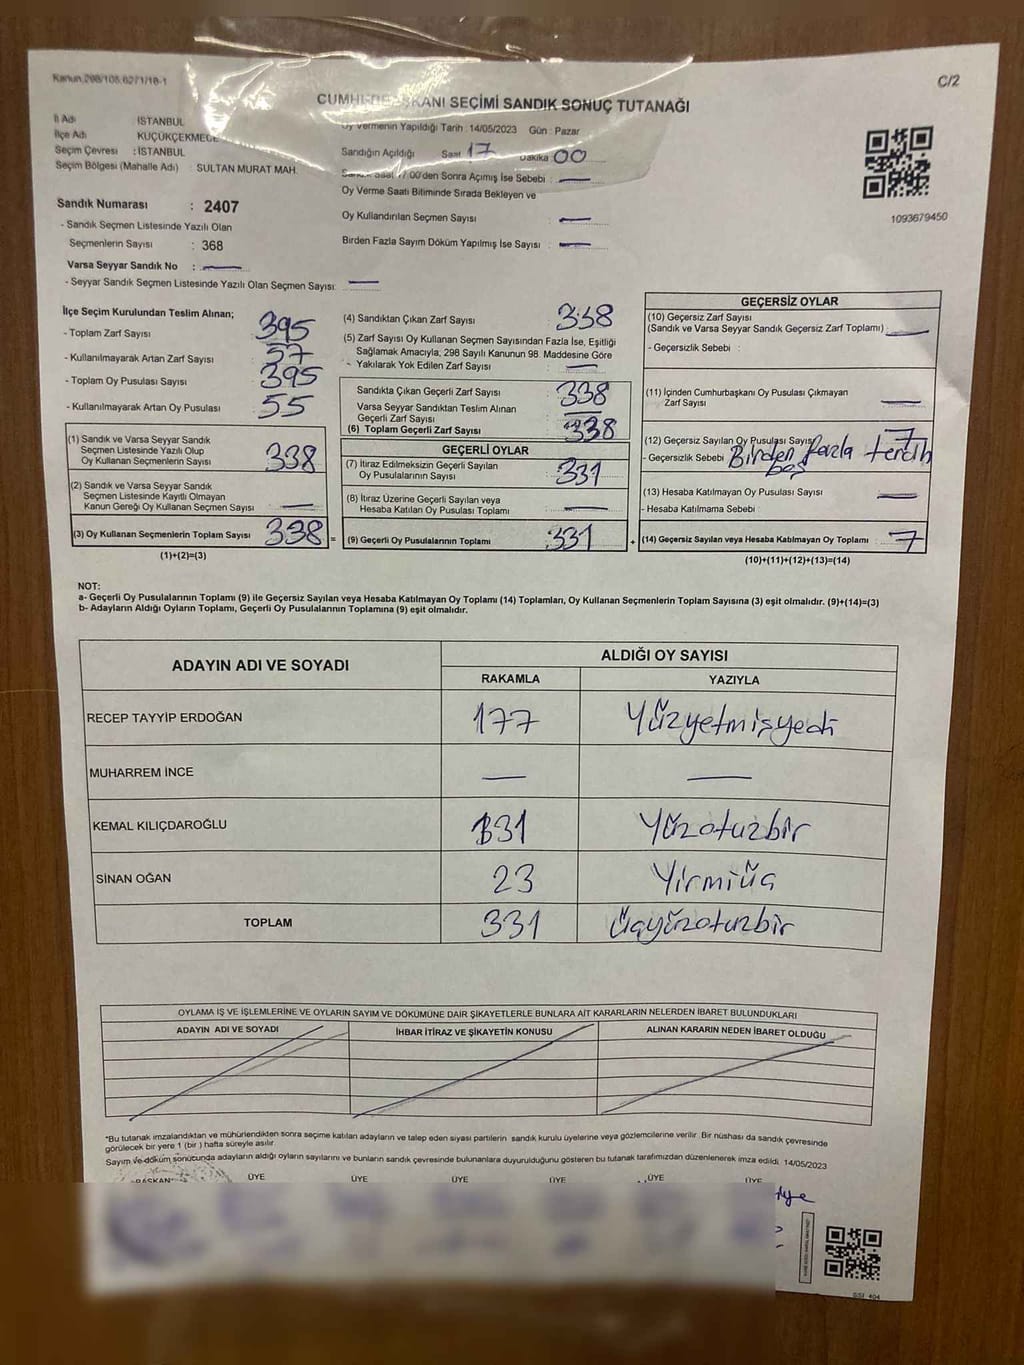 Kanun,298/105,6271/18-1
C/2
CUMHURBAŞKANI SEÇİMİ SANDIK SONUÇ TUTANAĞI
İl Adı İSTANBUL
İlçe Adı KÜÇÜKÇEKMECE
Seçim Çevresi : İSTANBUL
Seçim Bölgesi (Mahalle Adı) : SULTAN MURAT MAH.
Oy Vermenin Yapıldığı Tarih : 14/05/2023 Gün : Pazar
Sandığın Açıldığı Saat 17 Dakika 00
Sonra Açımış İse Sebebi : —
Oy Verme Saati Bitiminde Sırada Bekleyen ve
Oy Kullandırılan Seçmen Sayısı : —
Birden Fazla Sayım Döküm Yapılmış İse Sayısı : —
1093679450
Sandık Numarası : 2407
- Sandık Seçmen Listesinde Yazılı Olan
Seçmenlerin Sayısı : 368
Varsa Seyyar Sandık No : —
- Seyyar Sandık Seçmen Listesinde Yazılı Olan Seçmen Sayısı: —
İlçe Seçim Kurulundan Teslim Alınan;
- Toplam Zarf Sayısı : 395
- Kullanılmayarak Artan Zarf Sayısı : 57
- Toplam Oy Pusulası Sayısı : 395
- Kullanılmayarak Artan Oy Pusulası : 55
(1) Sandık ve Varsa Seyyar Sandık
Seçmen Listesinde Yazılı Olup
Oy Kullanan Seçmenlerin Sayısı : 338
(2) Sandık ve Varsa Seyyar Sandık
Seçmen Listesinde Kayıtlı Olmayan
Kanun Gereği Oy Kullanan Seçmen Sayısı : —
(3) Oy Kullanan Seçmenlerin Toplam Sayısı : 338 =
(1)+(2)=(3)
(4) Sandıktan Çıkan Zarf Sayısı : 338
(5) Zarf Sayısı Oy Kullanan Seçmen Sayısından Fazla İse, Eşitliği
Sağlamak Amacıyla, 298 Sayılı Kanunun 98. Maddesine Göre
- Yakılarak Yok Edilen Zarf Sayısı : —
Sandıkta Çıkan Geçerli Zarf Sayısı : 338
Varsa Seyyar Sandıktan Teslim Alınan
Geçerli Zarf Sayısı : —
(6) Toplam Geçerli Zarf Sayısı : 338
GEÇERLİ OYLAR
(7) İtiraz Edilmeksizin Geçerli Sayılan
Oy Pusulalarının Sayısı : 331
(8) İtiraz Üzerine Geçerli Sayılan veya
Hesaba Katılan Oy Pusulası Toplamı : —
(9) Geçerli Oy Pusulalarının Toplamı : 331 +
GEÇERSİZ OYLAR
(10) Geçersiz Zarf Sayısı
(Sandık ve Varsa Seyyar Sandık Geçersiz Zarf Toplamı) : —
- Geçersizlik Sebebi :
(11) İçinden Cumhurbaşkanı Oy Pusulası Çıkmayan
Zarf Sayısı : —
(12) Geçersiz Sayılan Oy Pusulası Sayısı : 7
- Geçersizlik Sebebi Birden fazla tercih
boş
(13) Hesaba Katılmayan Oy Pusulası Sayısı : —
- Hesaba Katılmama Sebebi :
(14) Geçersiz Sayılan veya Hesaba Katılmayan Oy Toplamı : 7
(10)+(11)+(12)+(13)=(14)
NOT:
a- Geçerli Oy Pusulalarının Toplamı (9) ile Geçersiz Sayılan veya Hesaba Katılmayan Oy Toplamı (14) Toplamları, Oy Kullanan Seçmenlerin Toplam Sayısına (3) eşit olmalıdır. (9)+(14)=(3)
b- Adayların Aldığı Oyların Toplamı, Geçerli Oy Pusulalarının Toplamına (9) eşit olmalıdır.
ADAYIN ADI VE SOYADI
ALDIĞI OY SAYISI
RAKAMLA YAZIYLA
RECEP TAYYİP ERDOĞAN 177 Yüzyetmişyedi
MUHARREM İNCE — —
KEMAL KILIÇDAROĞLU 131 Yüzotuzbir
SİNAN OĞAN 23 Yirmiüç
TOPLAM 331 Üçyüzotuzbir
OYLAMA İŞ VE İŞLEMLERİNE VE OYLARIN SAYIM VE DÖKÜMÜNE DAİR ŞİKAYETLERLE BUNLARA AİT KARARLARIN NELERDEN İBARET BULUNDUKLARI
ADAYIN ADI VE SOYADI İHBAR İTİRAZ VE ŞİKAYETİN KONUSU ALINAN KARARIN NEDEN İBARET OLDUĞU
*Bu tutanak imzalandıktan ve mühürlendikten sonra seçime katılan adayların ve talep eden siyasi partilerin sandık kurulu üyelerine veya gözlemcilerine verilir. Bir nüshası da sandık çevresinde
görülecek bir yere 1 (bir ) hafta süreyle asılır.
Sayım ve döküm sonucunda adayların aldığı oyların sayılarını ve bunların sandık çevresinde bulunanlara duyurulduğunu gösteren bu tutanak tarafımızdan düzenlenerek imza edildi. 14/05/2023
BAŞKAN ÜYE ÜYE ÜYE ÜYE ÜYE ÜYE